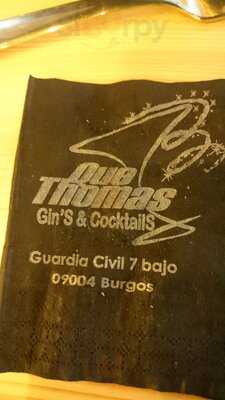 Que
Thomas
Gin'S & CocktailS
Guardia Civil 7 bajo
09004 Burgos